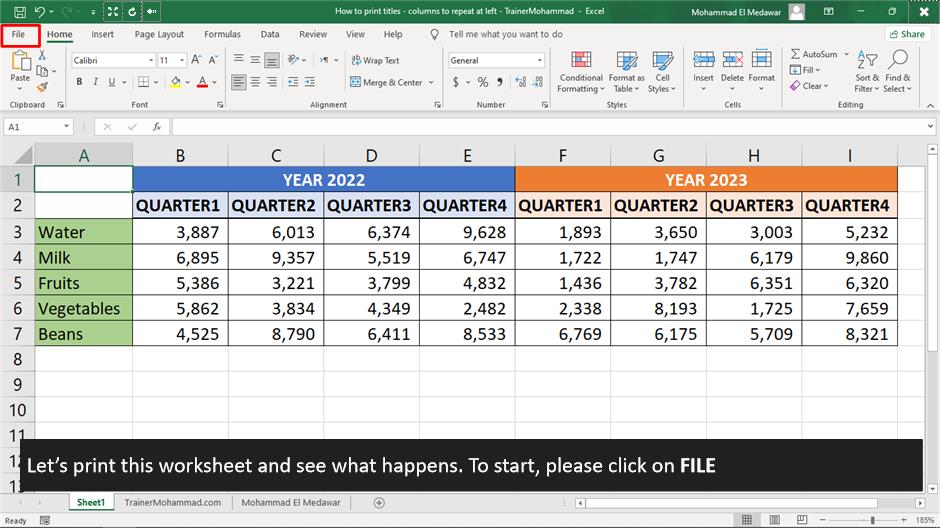 How to print titles - columns to repeat at left - TrainerMohammad - Excel
Mohammad El Medawar
File Home Insert Page Layout Formulas Data Review View Help Tell me what you want to do Share
Paste
Clipboard
Calibri 11
B I U A A A
Font
Wrap Text
Merge & Center
Alignment
General
$ % 9
Number
Conditional Formatting
Format as Table
Cell Styles
Styles
Insert Delete Format
Cells
AutoSum
Fill
Clear
Sort & Filter
Find & Select
Editing
A1 fx
A B C D E F G H I
1 YEAR 2022 YEAR 2023
2 QUARTER1 QUARTER2 QUARTER3 QUARTER4 QUARTER1 QUARTER2 QUARTER3 QUARTER4
3 Water 3,887 6,013 6,374 9,628 1,893 3,650 3,003 5,232
4 Milk 6,895 9,357 5,519 6,747 1,722 1,747 6,179 9,860
5 Fruits 5,386 3,221 3,799 4,832 1,436 3,782 6,351 6,320
6 Vegetables 5,862 3,834 4,349 2,482 2,338 8,193 1,725 7,659
7 Beans 4,525 8,790 6,411 8,533 6,769 6,175 5,709 8,321
8
9
10
11
12
13
Let's print this worksheet and see what happens. To start, please click on FILE
Sheet1 TrainerMohammad.com Mohammad El Medawar
Ready 185%